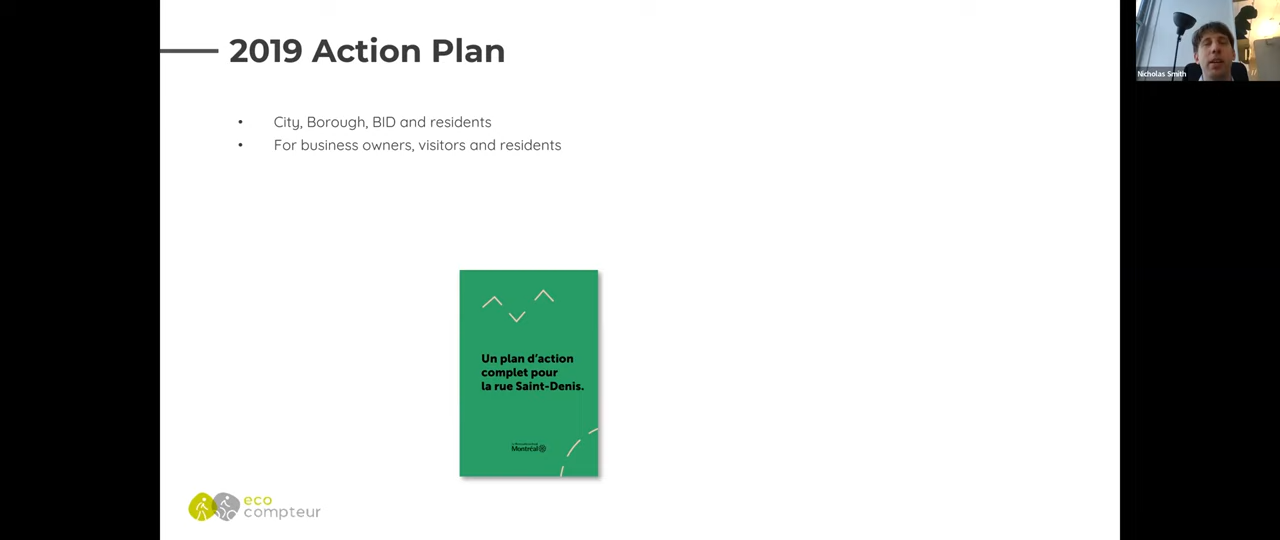 2019 Action Plan
Nicholas Smith
• City, Borough, BID and residents
• For business owners, visitors and residents
Un plan d'action
complet pour
la rue Saint-Denis.
Montréal
eco
compteur